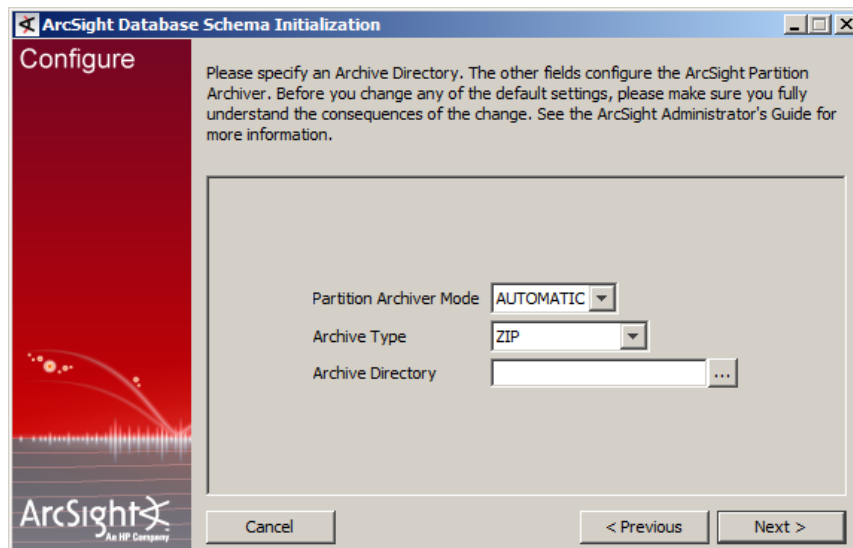 ArcSight Database Schema Initialization
Configure
Please specify an Archive Directory. The other fields configure the ArcSight Partition
Archiver. Before you change any of the default settings, please make sure you fully
understand the consequences of the change. See the ArcSight Administrator's Guide for
more information.
Partition Archiver Mode AUTOMATIC
Archive Type ZIP
Archive Directory ...
ArcSight
An HP Company
Cancel < Previous Next >